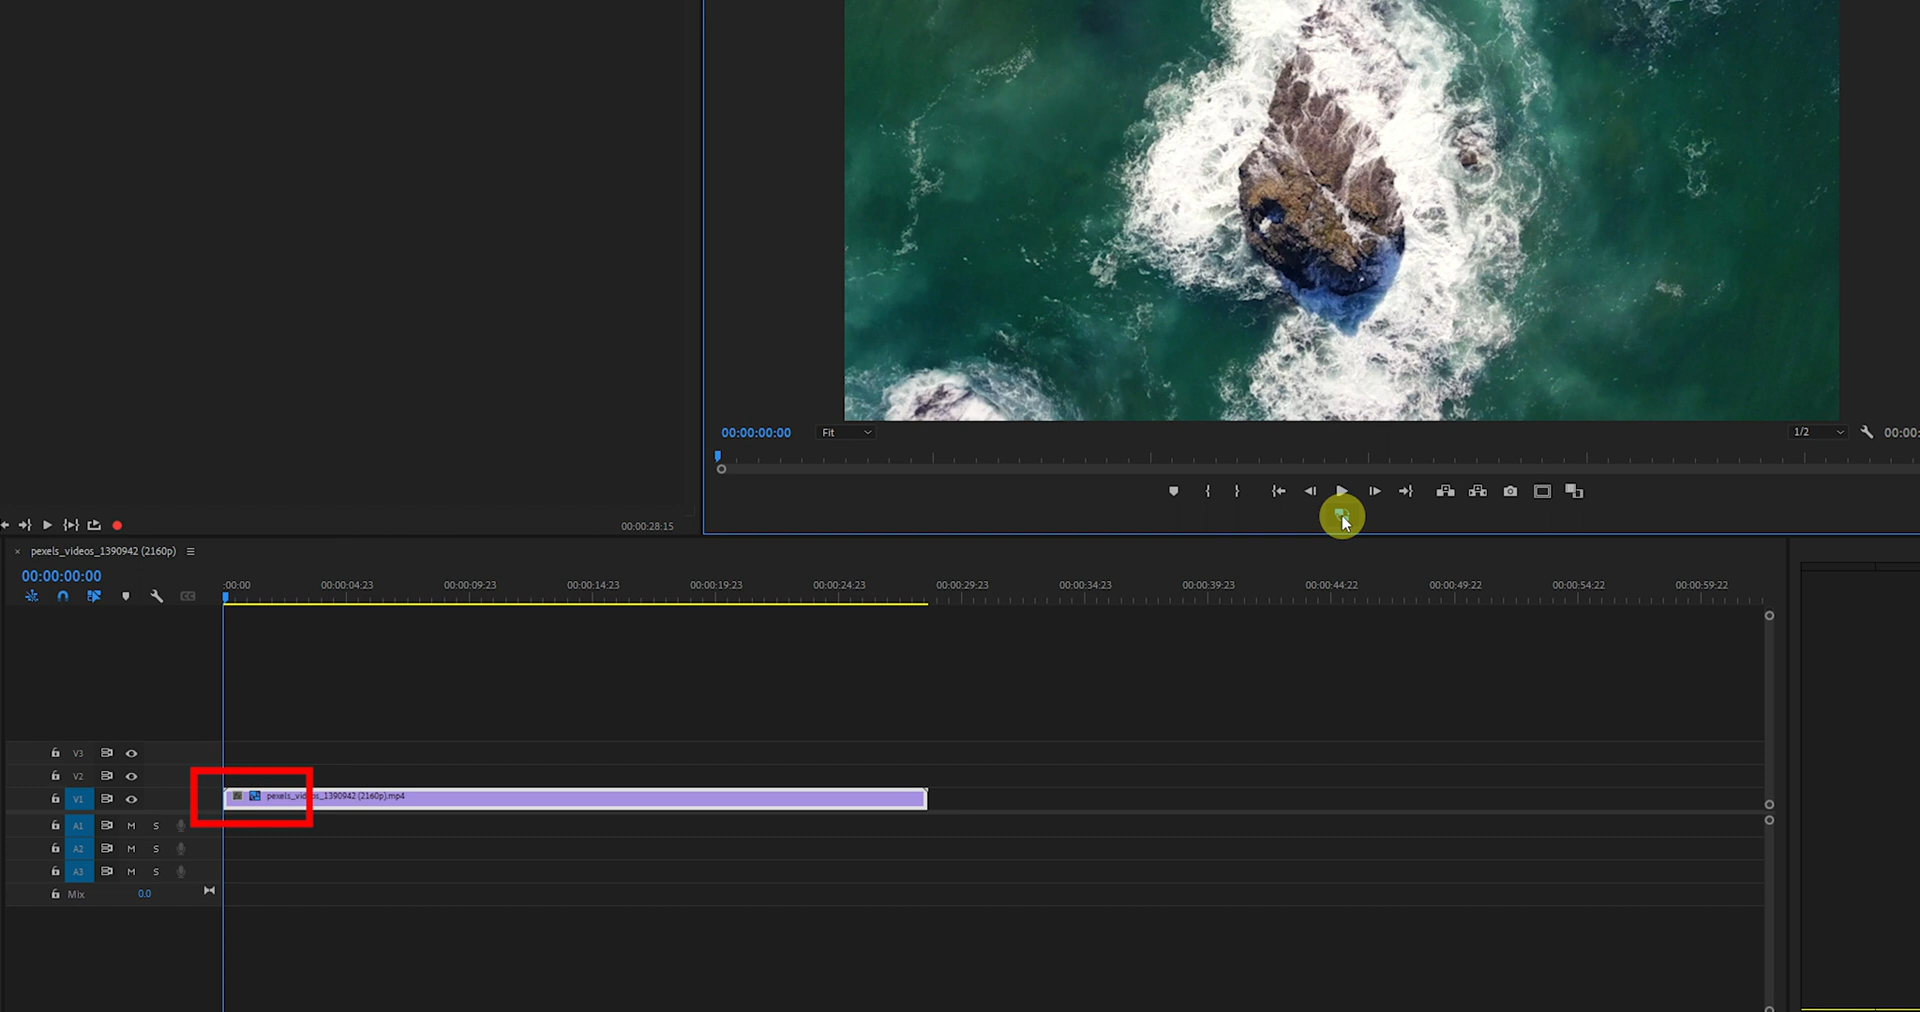 00:00:00:00
Fit
1/2
00:00:
00:00:28:15
pexels_videos_1390942 (2160p)
00:00:00:00
:00:00
00:00:04:23
00:00:09:23
00:00:14:23
00:00:19:23
00:00:24:23
00:00:29:23
00:00:34:23
00:00:39:23
00:00:44:22
00:00:49:22
00:00:54:22
00:00:59:22
CC
V3
V2
V1
pexels_videos_1390942 (2160p).mp4
A1 M S
A2 M S
A3 M S
Mix 0.0